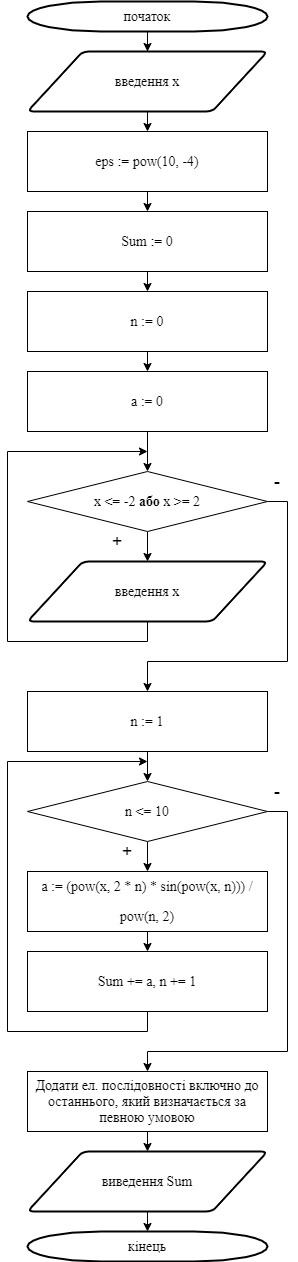 початок
введення x
eps := pow(10, -4)
Sum := 0
n := 0
a := 0
x <= -2 або x >= 2
-
+
введення x
n := 1
n <= 10
-
+
a := (pow(x, 2 * n) * sin(pow(x, n))) /
pow(n, 2)
Sum += a, n += 1
Додати ел. послідовності включно до
останнього, який визначається за
певною умовою
виведення Sum
кінець